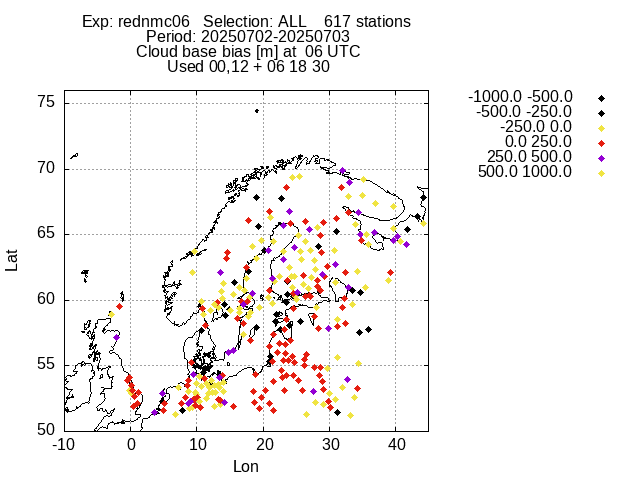 Exp: rednmc06   Selection: ALL    617 stations
Period: 20250702-20250703
Cloud base bias [m] at  06 UTC
Used 00,12 + 06 18 30
-1000.0 -500.0
-500.0 -250.0
-250.0 0.0
0.0 250.0
250.0 500.0
500.0 1000.0
75
70
65
60
55
50
Lat
-10 0 10 20 30 40
Lon